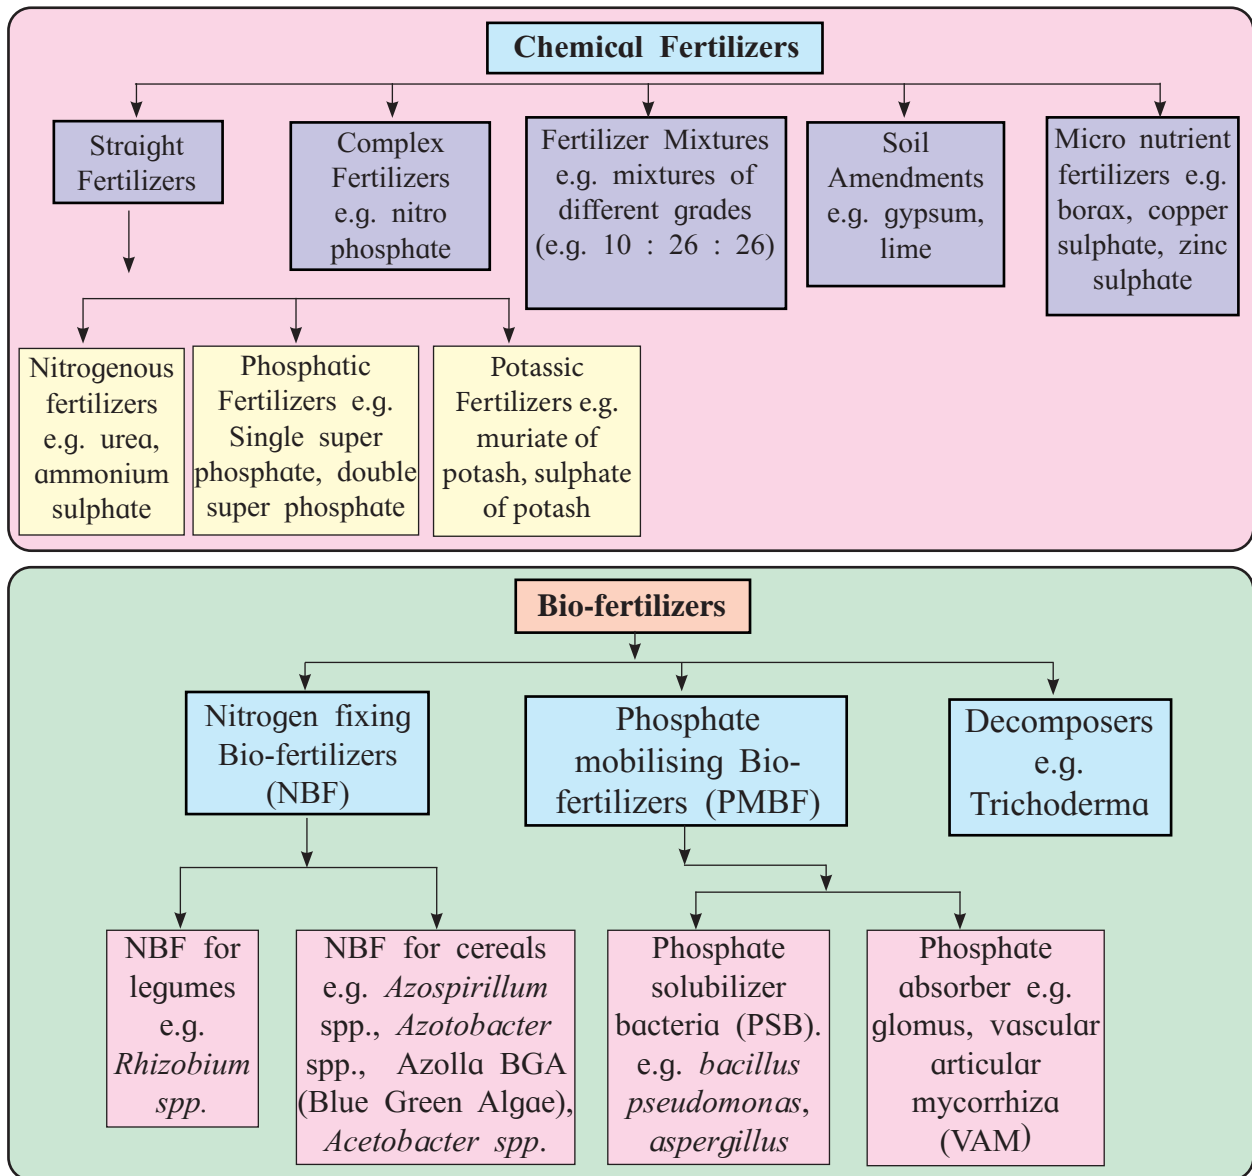 Chemical Fertilizers
Straight
Fertilizers
Complex
Fertilizers
e.g. nitro
phosphate
Fertilizer Mixtures
e.g. mixtures of
different grades
(e.g. 10 : 26 : 26)
Soil
Amendments
e.g. gypsum,
lime
Micro nutrient
fertilizers e.g.
borax, copper
sulphate, zinc
sulphate
Nitrogenous
fertilizers
e.g. urea,
ammonium
sulphate
Phosphatic
Fertilizers e.g.
Single super
phosphate, double
super phosphate
Potassic
Fertilizers e.g.
muriate of
potash, sulphate
of potash
Bio-fertilizers
Nitrogen fixing
Bio-fertilizers
(NBF)
Phosphate
mobilising Bio-
fertilizers (PMBF)
Decomposers
e.g.
Trichoderma
NBF for
legumes
e.g.
Rhizobium
spp.
NBF for cereals
e.g. Azospirillum
spp., Azotobacter
spp., Azolla BGA
(Blue Green Algae),
Acetobacter spp.
Phosphate
solubilizer
bacteria (PSB).
e.g. bacillus
pseudomonas,
aspergillus
Phosphate
absorber e.g.
glomus, vascular
articular
mycorrhiza
(VAM)